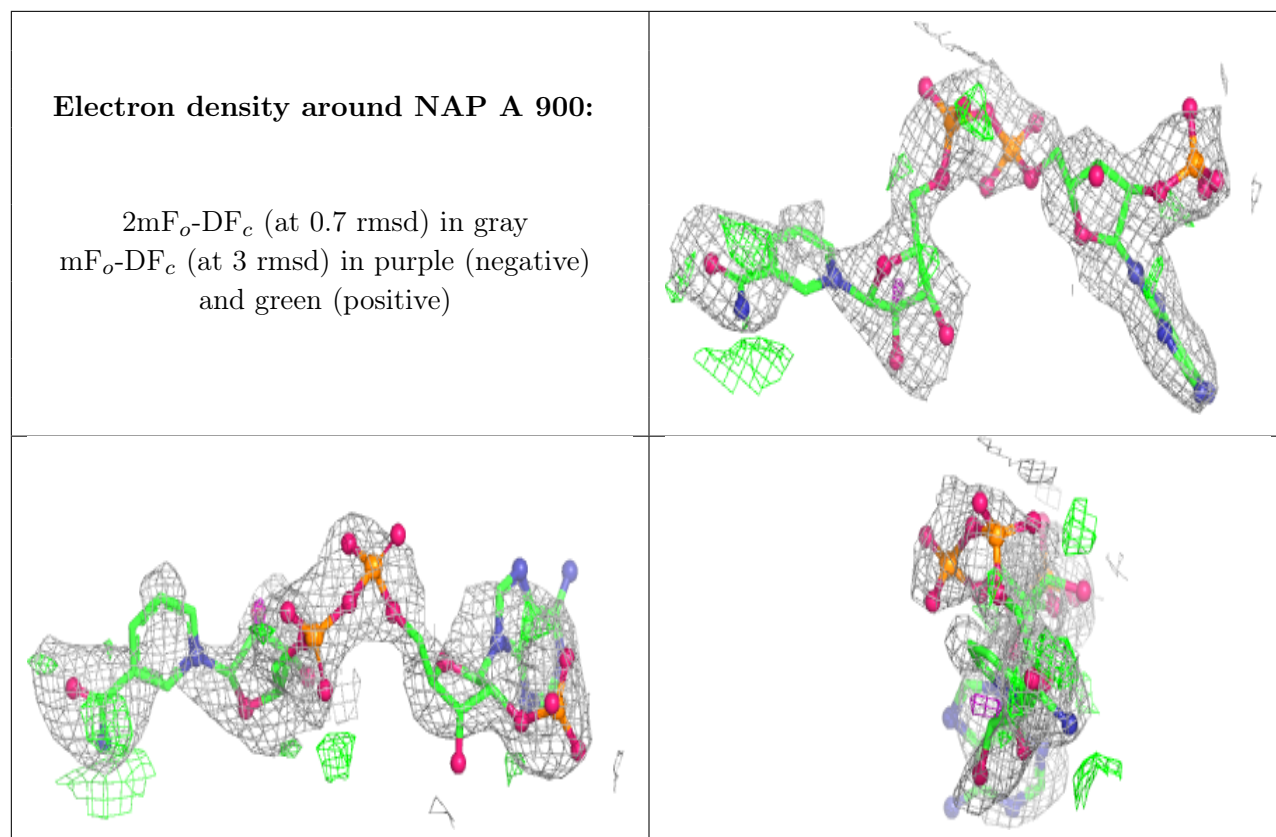 Electron density around NAP A 900:
2mFo-DFc (at 0.7 rmsd) in gray
mFo-DFc (at 3 rmsd) in purple (negative)
and green (positive)